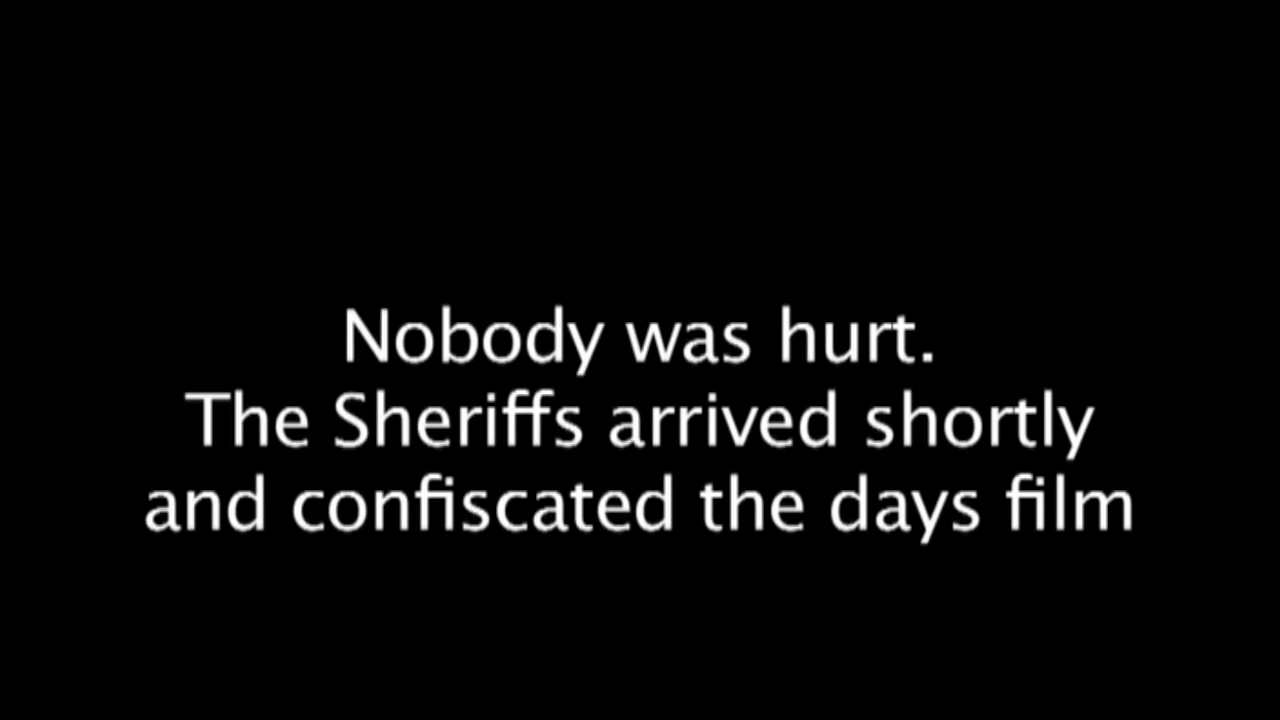 Nobody was hurt.
The Sheriffs arrived shortly
and confiscated the days film